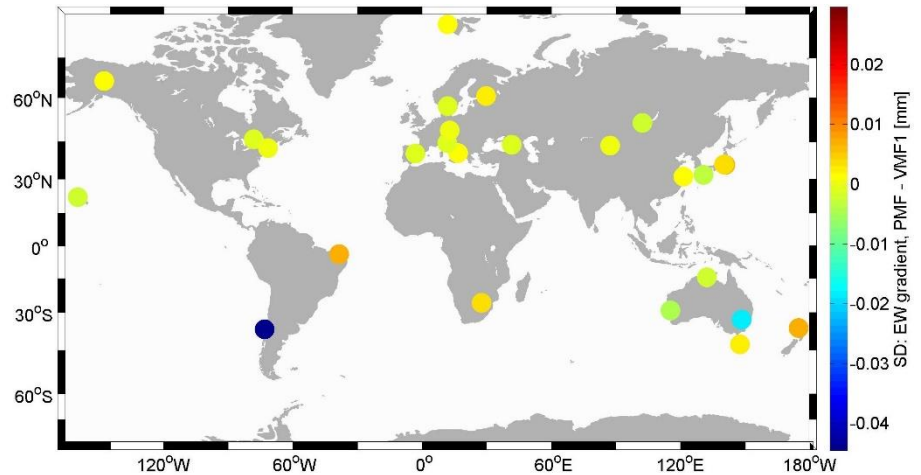 60°N
30°N
0°
30°S
60°S
120°W
60°W
0°
60°E
120°E
180°W
0.02
0.01
0
-0.01
-0.02
-0.03
-0.04
SD: EW gradient, PMF - VMF1 [mm]